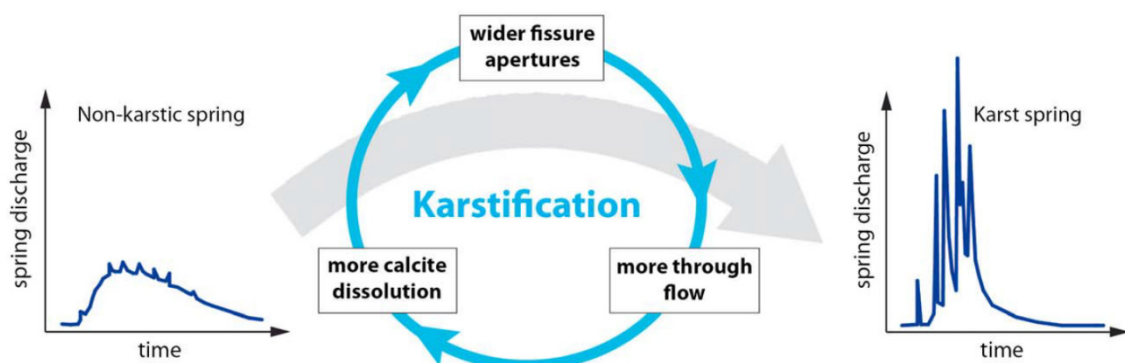 Non-karstic spring
spring discharge
time
wider fissure
apertures
Karstification
more calcite
dissolution
more through
flow
Karst spring
spring discharge
time